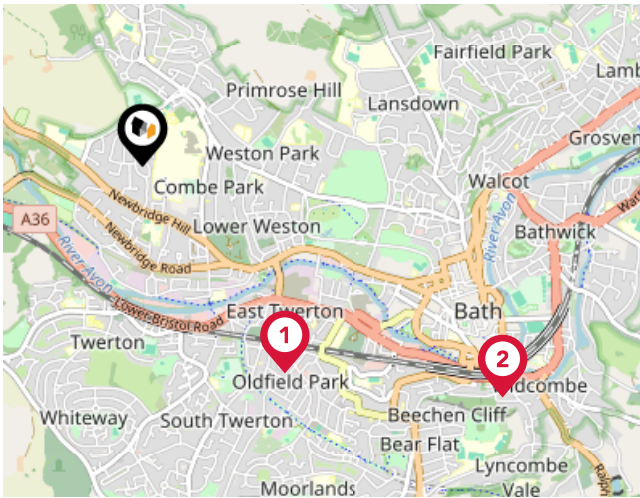 Fairfield Park
Lamb
Primrose Hill
Lansdown
Grosven
Weston Park
Walcot
Combe Park
Newbridge Hill
Wat
A36
Lower Weston
River Avon
Bathwick
Newbridge Road
River Avon
Lower Bristol Road
East Twerton
Bath
1
Twerton
2
Oldfield Park
dcombe
Whiteway
South Twerton
Beechen Cliff
Bear Flat
Lyncombe
Vale
Ralph
Moorlands